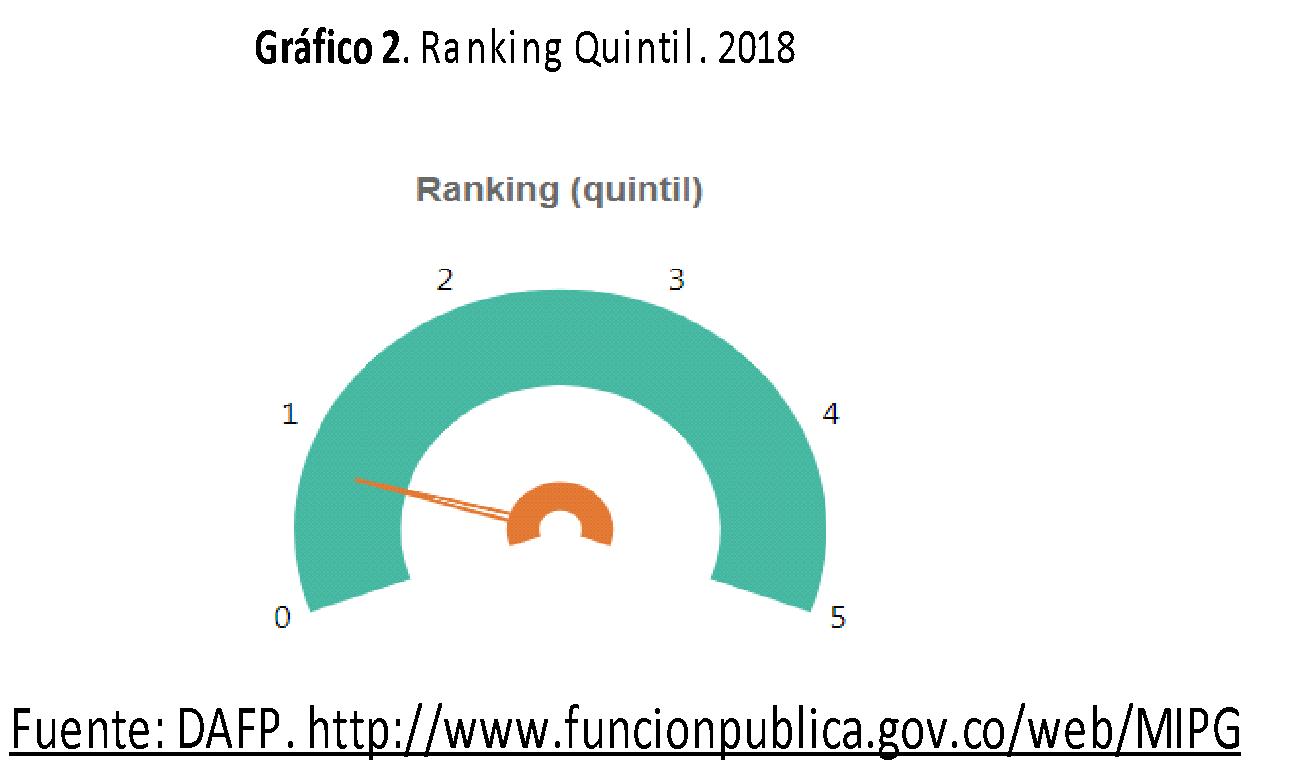 Gráfico 2. Ranking Quintil. 2018
Ranking (quintil)
2 3
1 4
0 5
Fuente: DAFP. http://www.funcionpublica.gov.co/web/MIPG